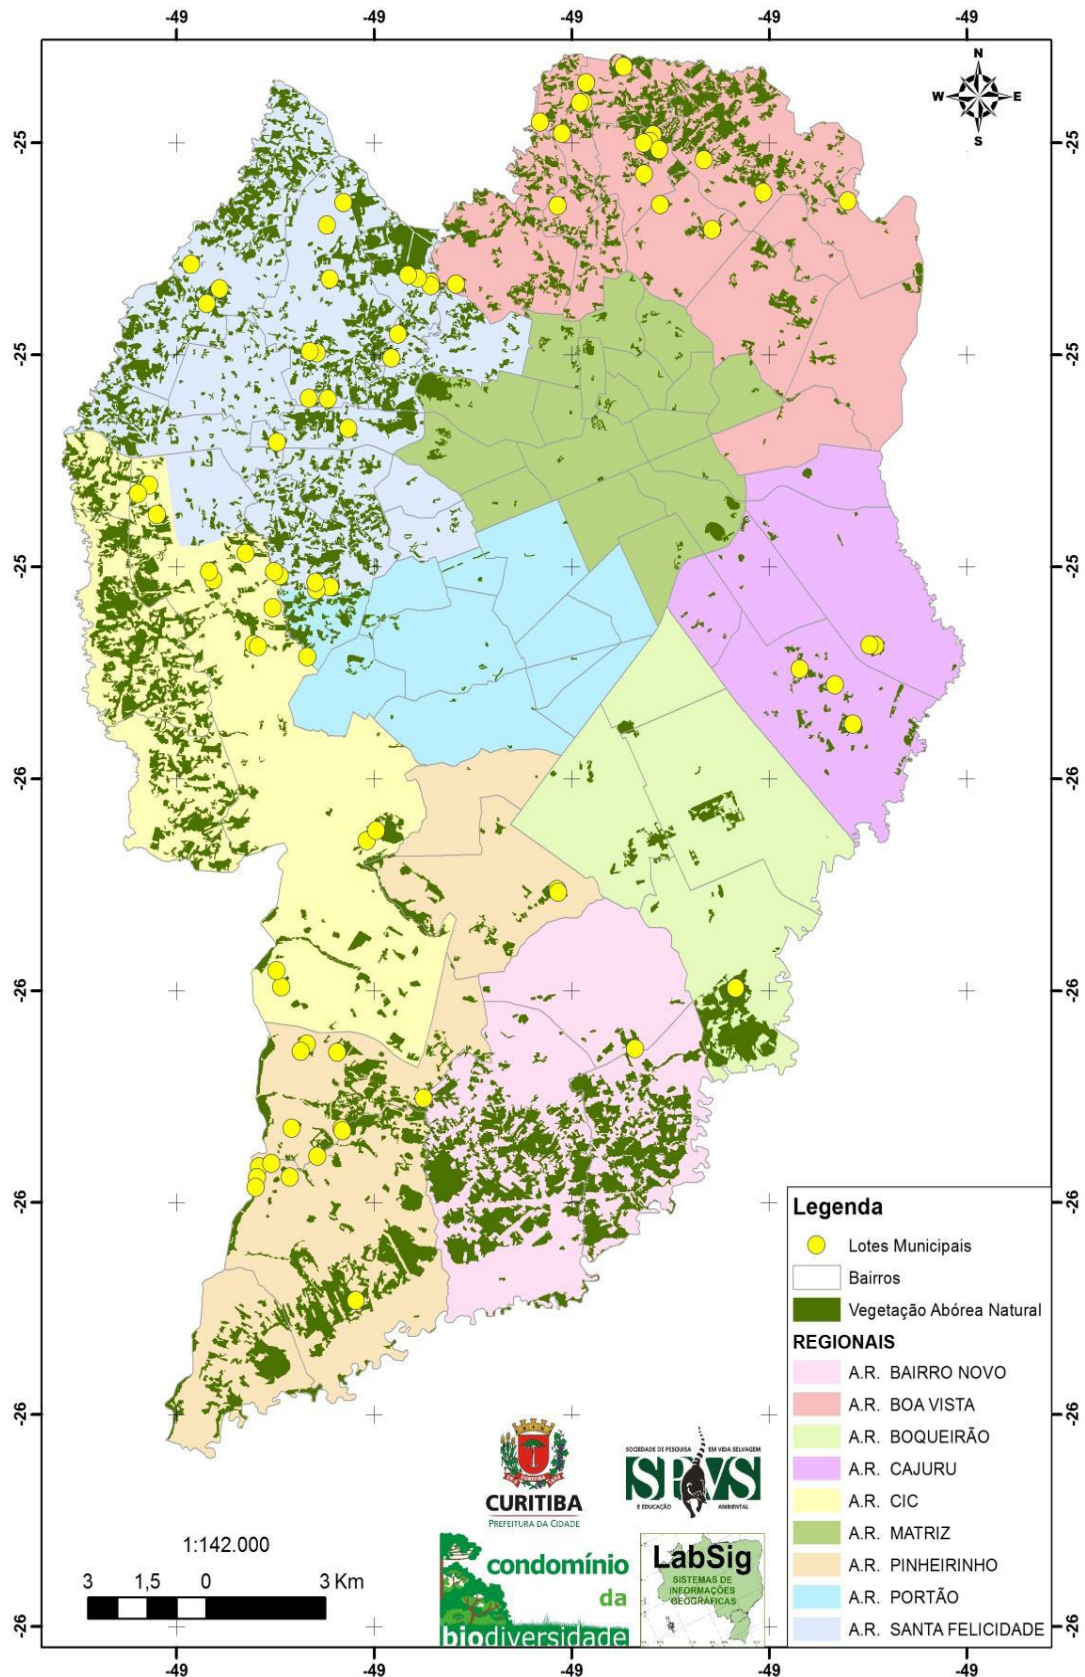 -49 -49 -49 -49 -49
N
W E
S
-25
-25
-25
-25
-25
-25
-26
-26
-26
-26
-26
-26
-26
-26
-26
-26
Legenda
Lotes Municipais
Bairros
Vegetação Abórea Natural
REGIONAIS
A.R. BAIRRO NOVO
A.R. BOA VISTA
A.R. BOQUEIRÃO
A.R. CAJURU
A.R. CIC
A.R. MATRIZ
A.R. PINHEIRINHO
A.R. PORTÃO
A.R. SANTA FELICIDADE
CURITIBA
CURITIBA
PREFEITURA DA CIDADE
SOCIEDADE DE PESQUISA EM VIDA SELVAGEM
SPVS
E EDUCAÇÃO AMBIENTAL
1:142.000
3 1,5 0 3 Km
condomínio
da
biodiversidade
LabSig
SISTEMAS DE
INFORMAÇÕES
GEOGRÁFICAS
-49 -49 -49 -49 -49